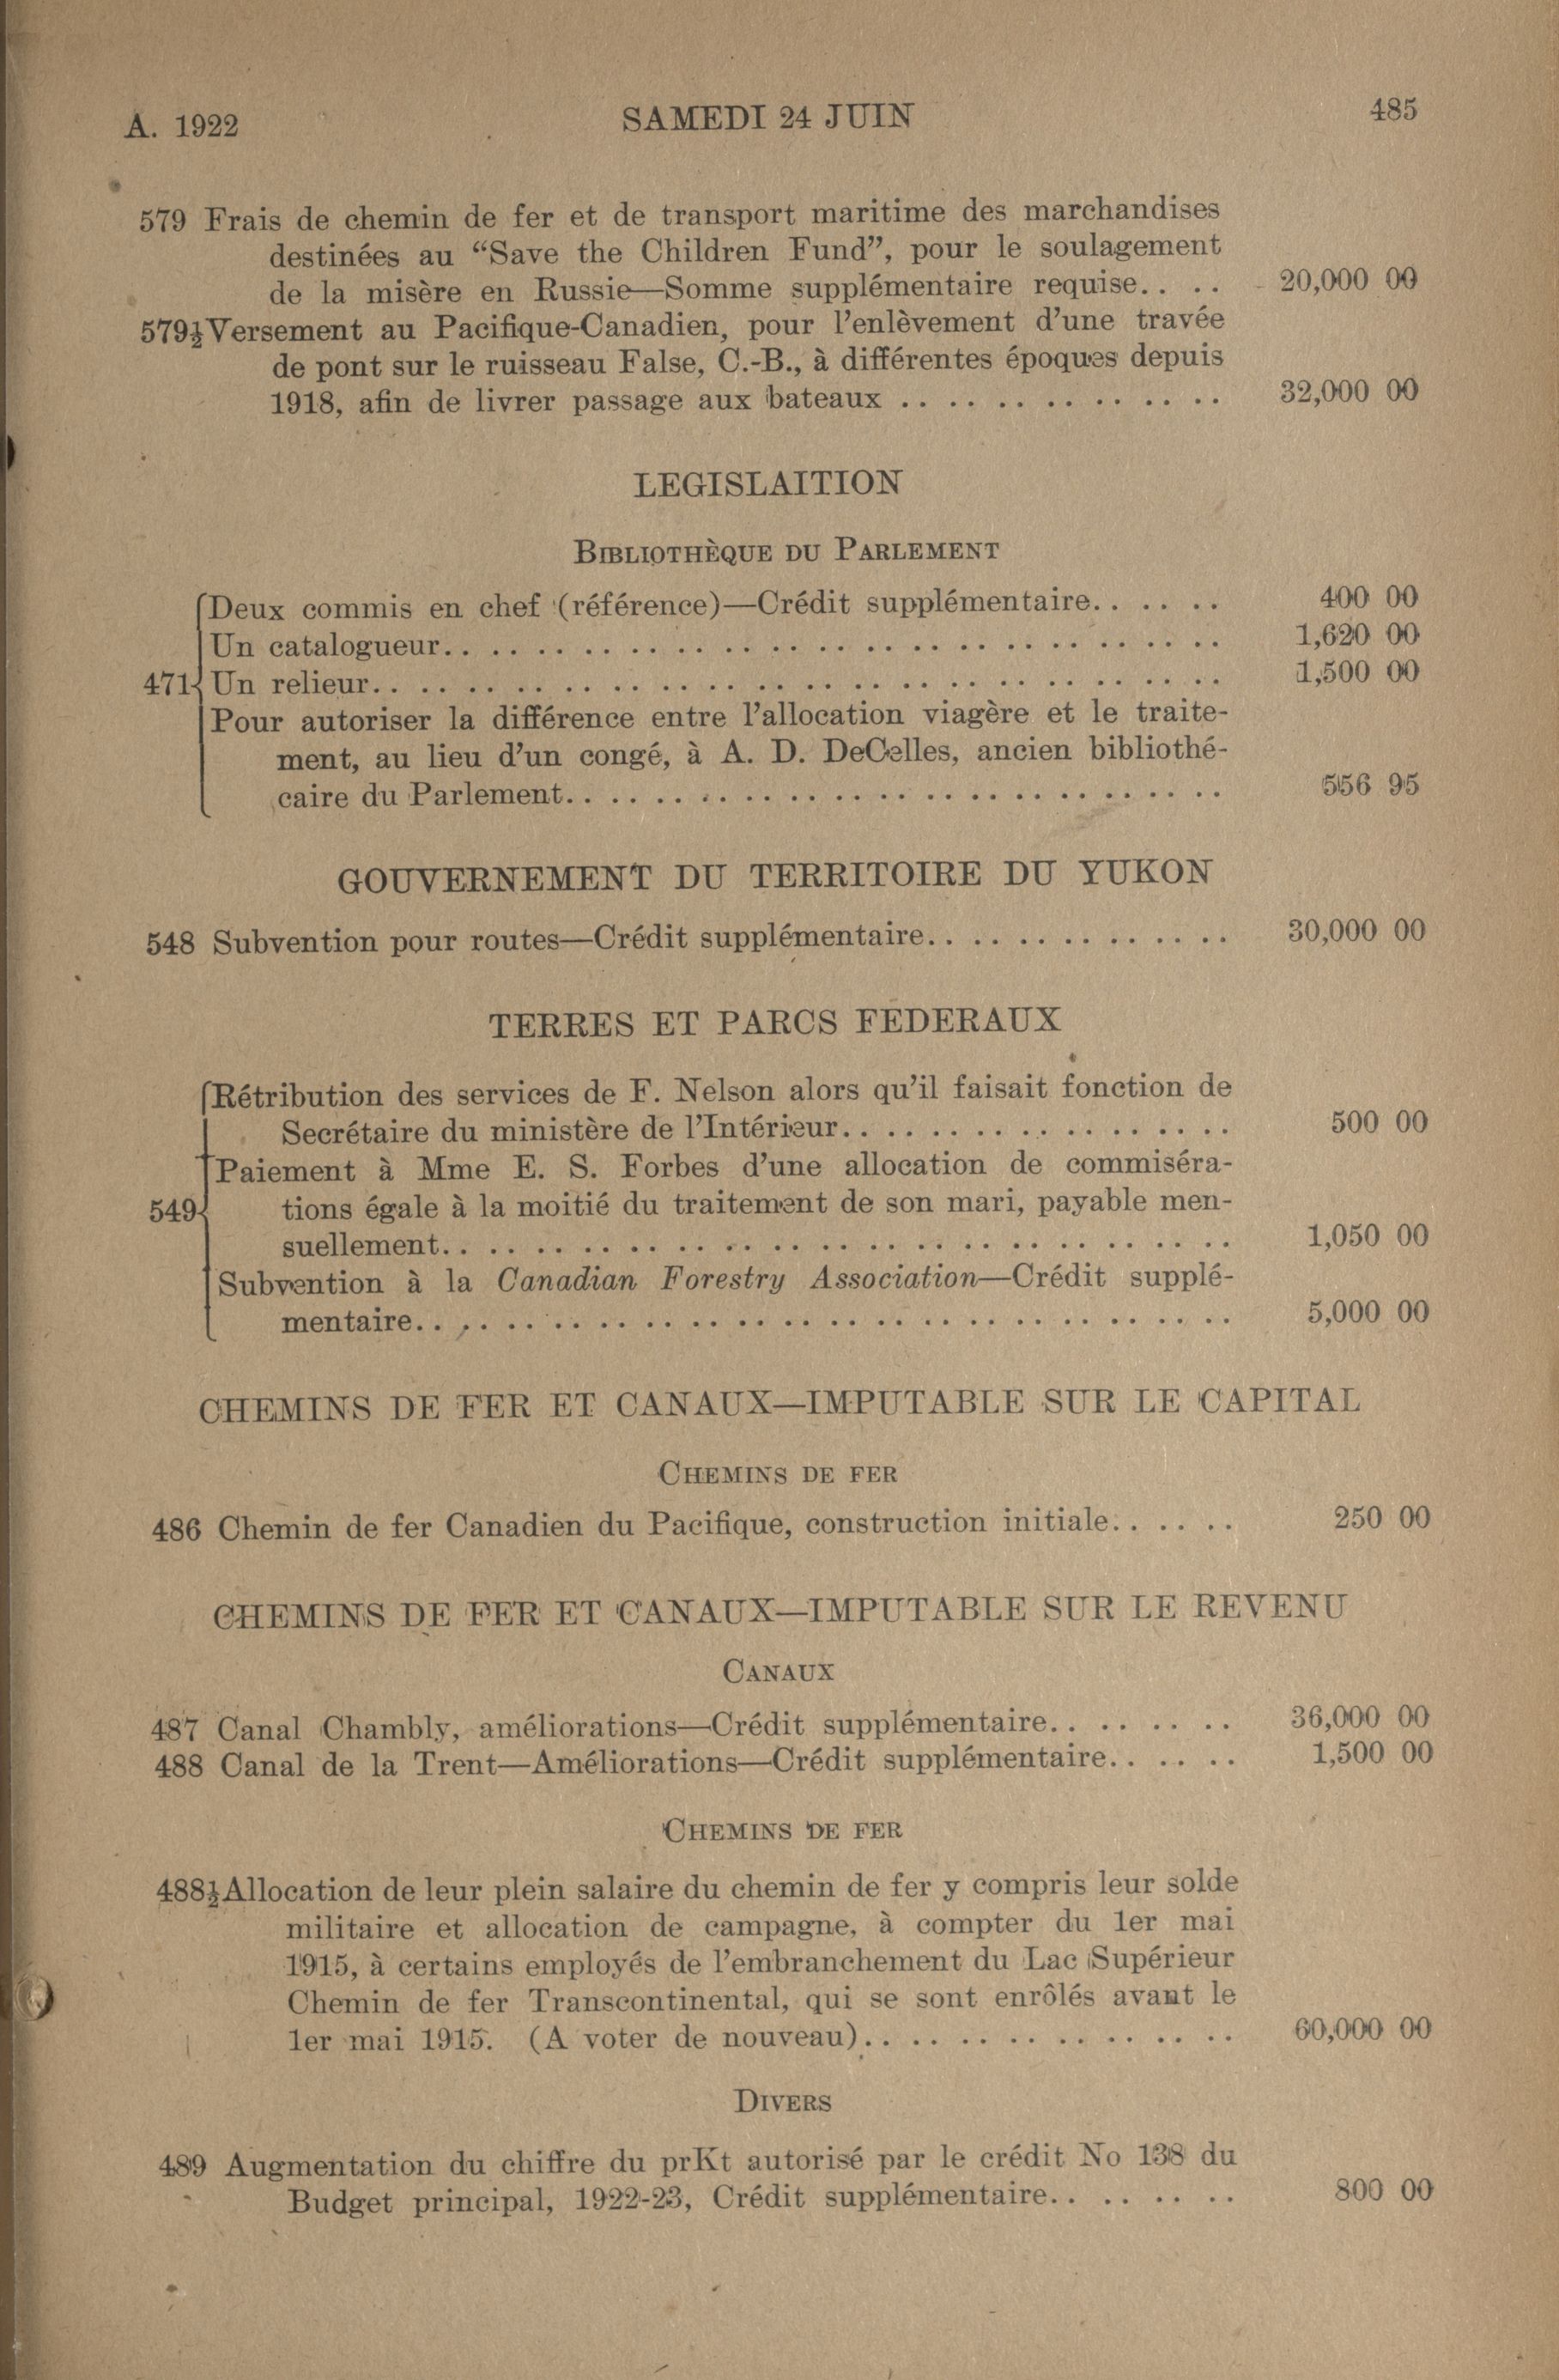 A. 1922 SAMEDI 24 JUIN 485
579 Frais de chemin de fer et de transport maritime des marchandises
destinées au “Save the Children Fund”, pour le soulagement
de la misère en Russie—Somme supplémentaire requise.. .. 20,000 00
579½ Versement au Pacifique-Canadien, pour l'enlèvement d'une travée
de pont sur le ruisseau False, C.-B., à différentes époques depuis
1918, afin de livrer passage aux bateaux .. .. .. .. .. .. .. 32,000 00
LEGISLAITION
BIBLIOTHÈQUE DU PARLEMENT
Deux commis en chef (référence)—Crédit supplémentaire.. .. .. 400 00
Un catalogueur.. .. .. .. .. .. .. .. .. .. .. .. .. .. .. .. 1,620 00
471 Un relieur.. .. .. .. .. .. .. .. .. .. .. .. .. .. .. .. .. .. 1,500 00
Pour autoriser la différence entre l'allocation viagère et le traite-
ment, au lieu d'un congé, à A. D. DeCelles, ancien bibliothé-
caire du Parlement.. .. .. .. .. .. .. .. .. .. .. .. .. .. 556 95
GOUVERNEMENT DU TERRITOIRE DU YUKON
548 Subvention pour routes—Crédit supplémentaire.. .. .. .. .. .. .. 30,000 00
TERRES ET PARCS FEDERAUX
Rétribution des services de F. Nelson alors qu'il faisait fonction de
Secrétaire du ministère de l'Intérieur.. .. .. .. .. .. .. .. .. 500 00
Paiement à Mme E. S. Forbes d'une allocation de commiséra-
549 tions égale à la moitié du traitement de son mari, payable men-
suellement.. .. .. .. .. .. .. .. .. .. .. .. .. .. .. .. .. 1,050 00
Subvention à la Canadian Forestry Association—Crédit supplé-
mentaire.. .. .. .. .. .. .. .. .. .. .. .. .. .. .. .. .. .. 5,000 00
CHEMINS DE FER ET CANAUX—IMPUTABLE SUR LE CAPITAL
CHEMINS DE FER
486 Chemin de fer Canadien du Pacifique, construction initiale.. .. .. 250 00
CHEMINS DE FER ET CANAUX—IMPUTABLE SUR LE REVENU
CANAUX
487 Canal Chambly, améliorations—Crédit supplémentaire.. .. .. .. 36,000 00
488 Canal de la Trent—Améliorations—Crédit supplémentaire.. .. .. 1,500 00
CHEMINS DE FER
488½ Allocation de leur plein salaire du chemin de fer y compris leur solde
militaire et allocation de campagne, à compter du 1er mai
1915, à certains employés de l'embranchement du Lac Supérieur
Chemin de fer Transcontinental, qui se sont enrôlés avant le
1er mai 1915. (A voter de nouveau).. .. .. .. .. .. .. .. 60,000 00
DIVERS
489 Augmentation du chiffre du prKt autorisé par le crédit No 138 du
Budget principal, 1922-23, Crédit supplémentaire.. .. .. .. 800 00